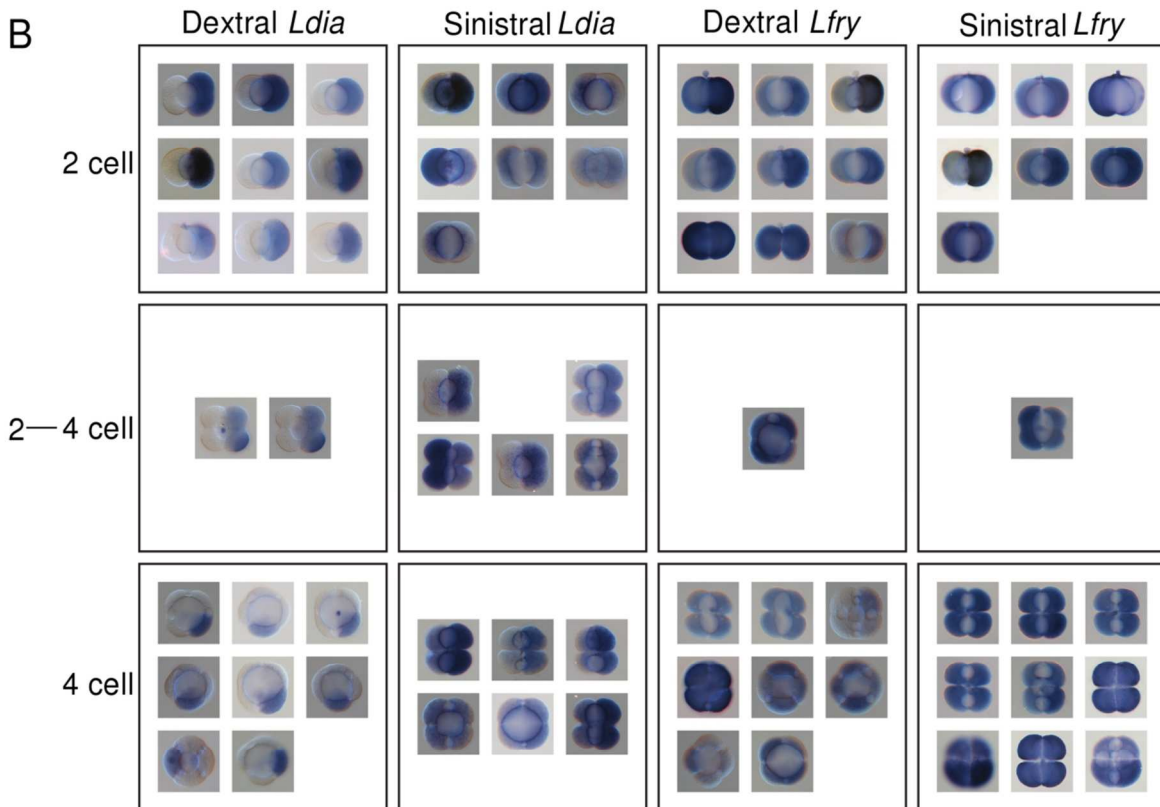 B
Dextral Ldia
Sinistral Ldia
Dextral Lfry
Sinistral Lfry
2 cell
2—4 cell
4 cell